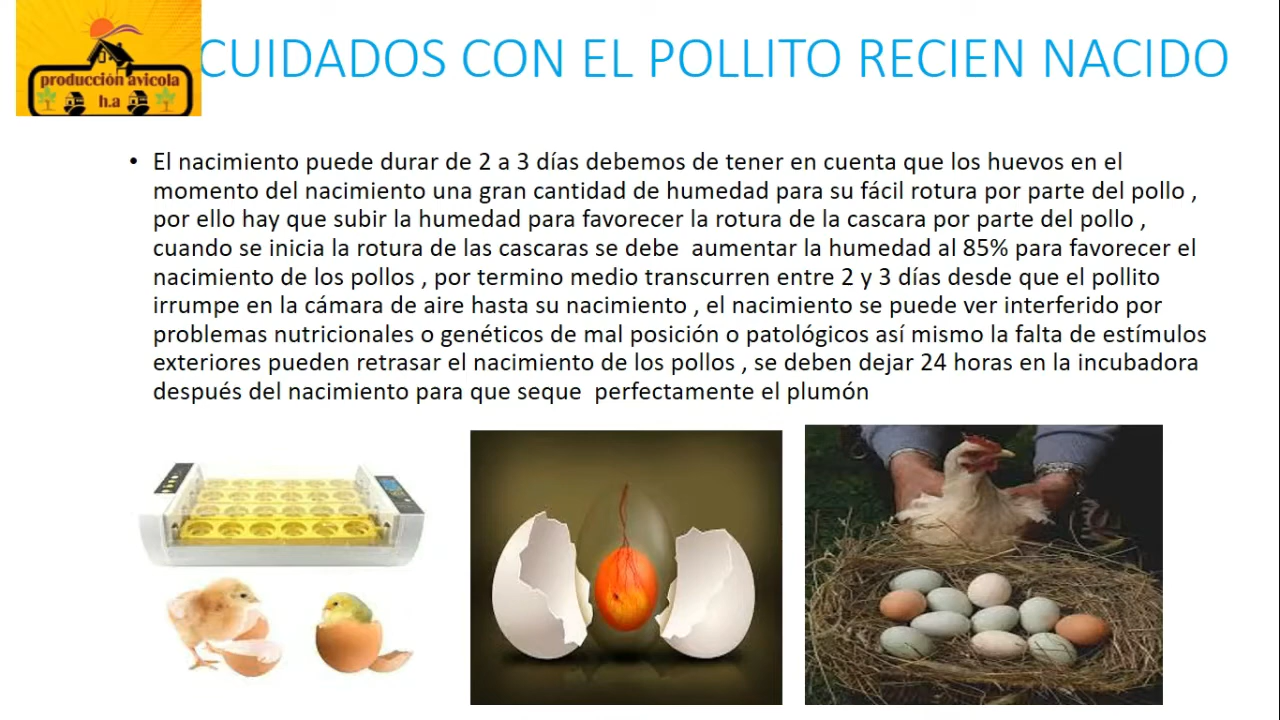 producción avicola
h.a
CUIDADOS CON EL POLLITO RECIEN NACIDO
• El nacimiento puede durar de 2 a 3 días debemos de tener en cuenta que los huevos en el
momento del nacimiento una gran cantidad de humedad para su fácil rotura por parte del pollo ,
por ello hay que subir la humedad para favorecer la rotura de la cascara por parte del pollo ,
cuando se inicia la rotura de las cascaras se debe  aumentar la humedad al 85% para favorecer el
nacimiento de los pollos , por termino medio transcurren entre 2 y 3 días desde que el pollito
irrumpe en la cámara de aire hasta su nacimiento , el nacimiento se puede ver interferido por
problemas nutricionales o genéticos de mal posición o patológicos así mismo la falta de estímulos
exteriores pueden retrasar el nacimiento de los pollos , se deben dejar 24 horas en la incubadora
después del nacimiento para que seque  perfectamente el plumón